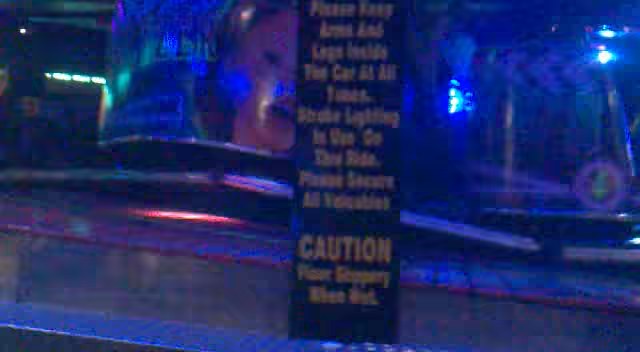 Please Keep
Arms And
Legs Inside
The Car At All
Times.
Strobe Lighting
In Use On
This Ride.
Please Secure
All Valuables
CAUTION
Floor Slippery
When Wet.